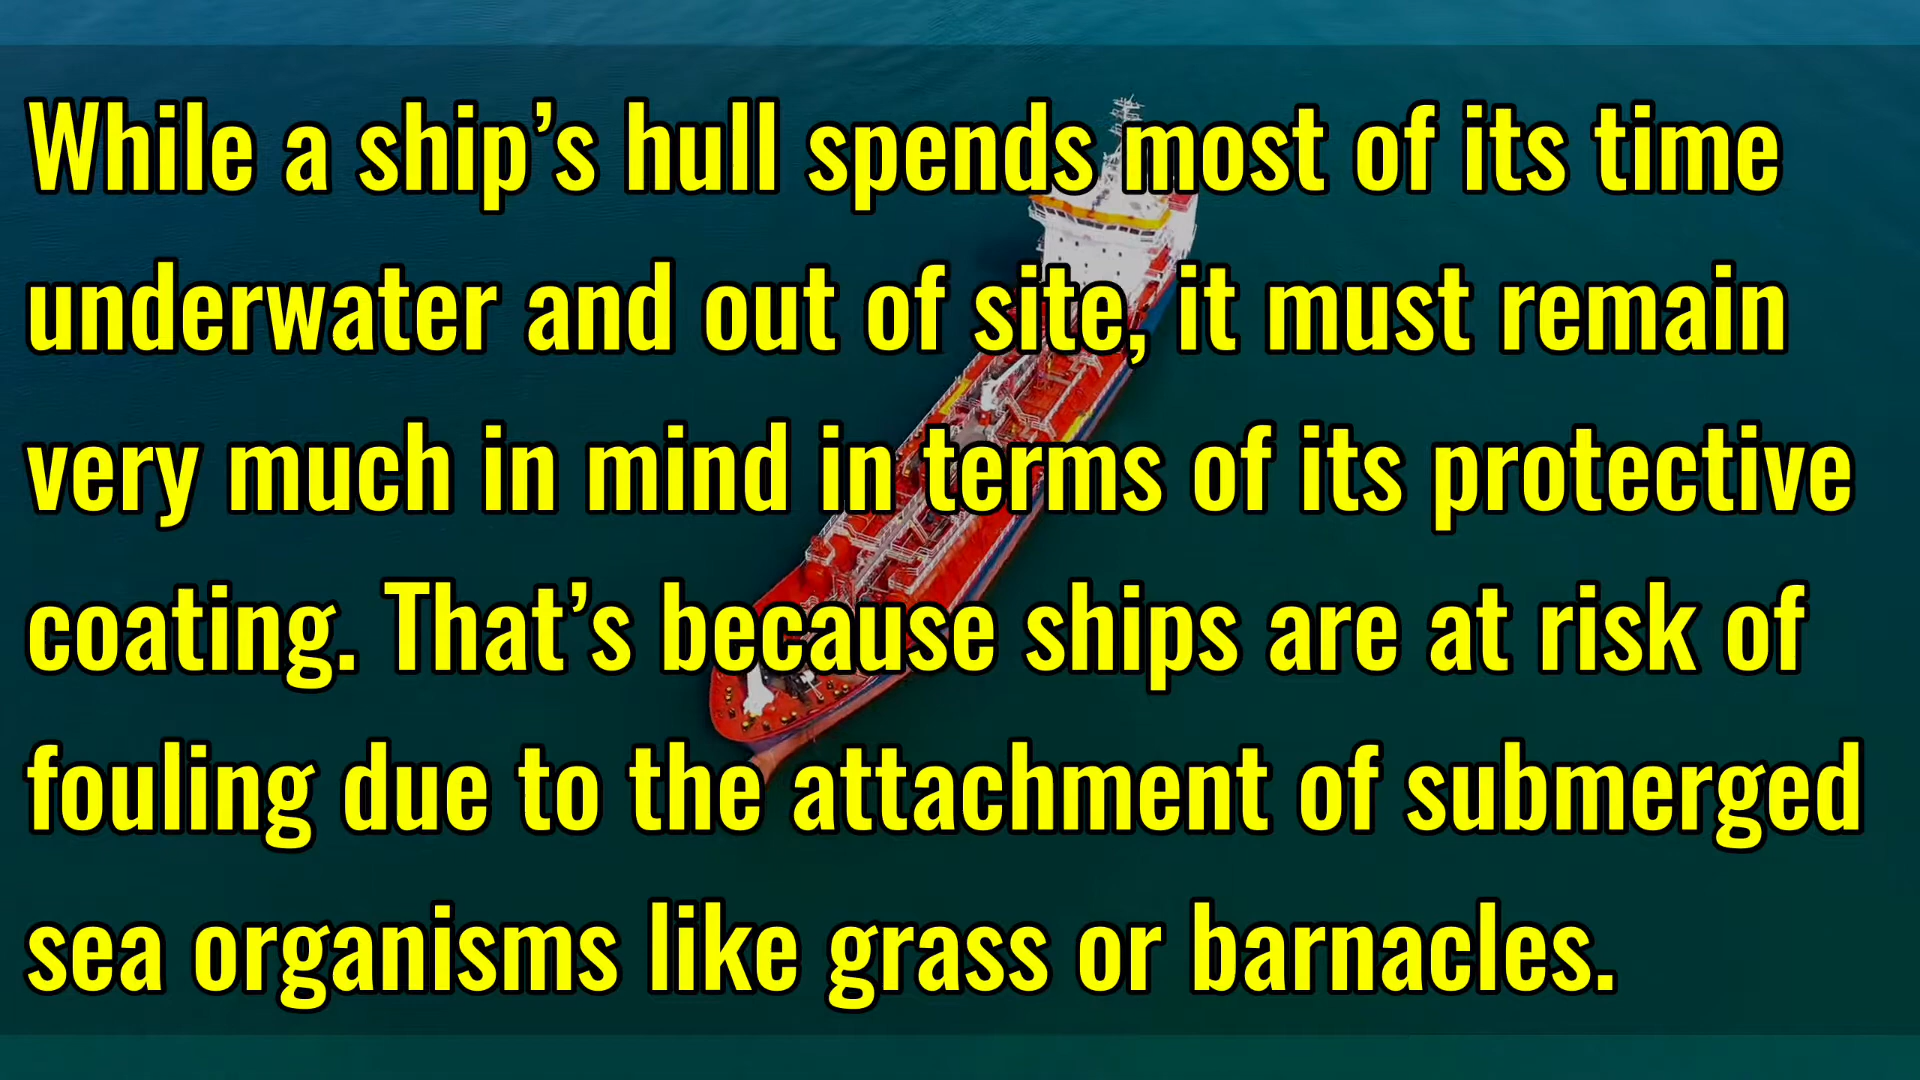 While a ship’s hull spends most of its time
underwater and out of site, it must remain
very much in mind in terms of its protective
coating. That’s because ships are at risk of
fouling due to the attachment of submerged
sea organisms like grass or barnacles.